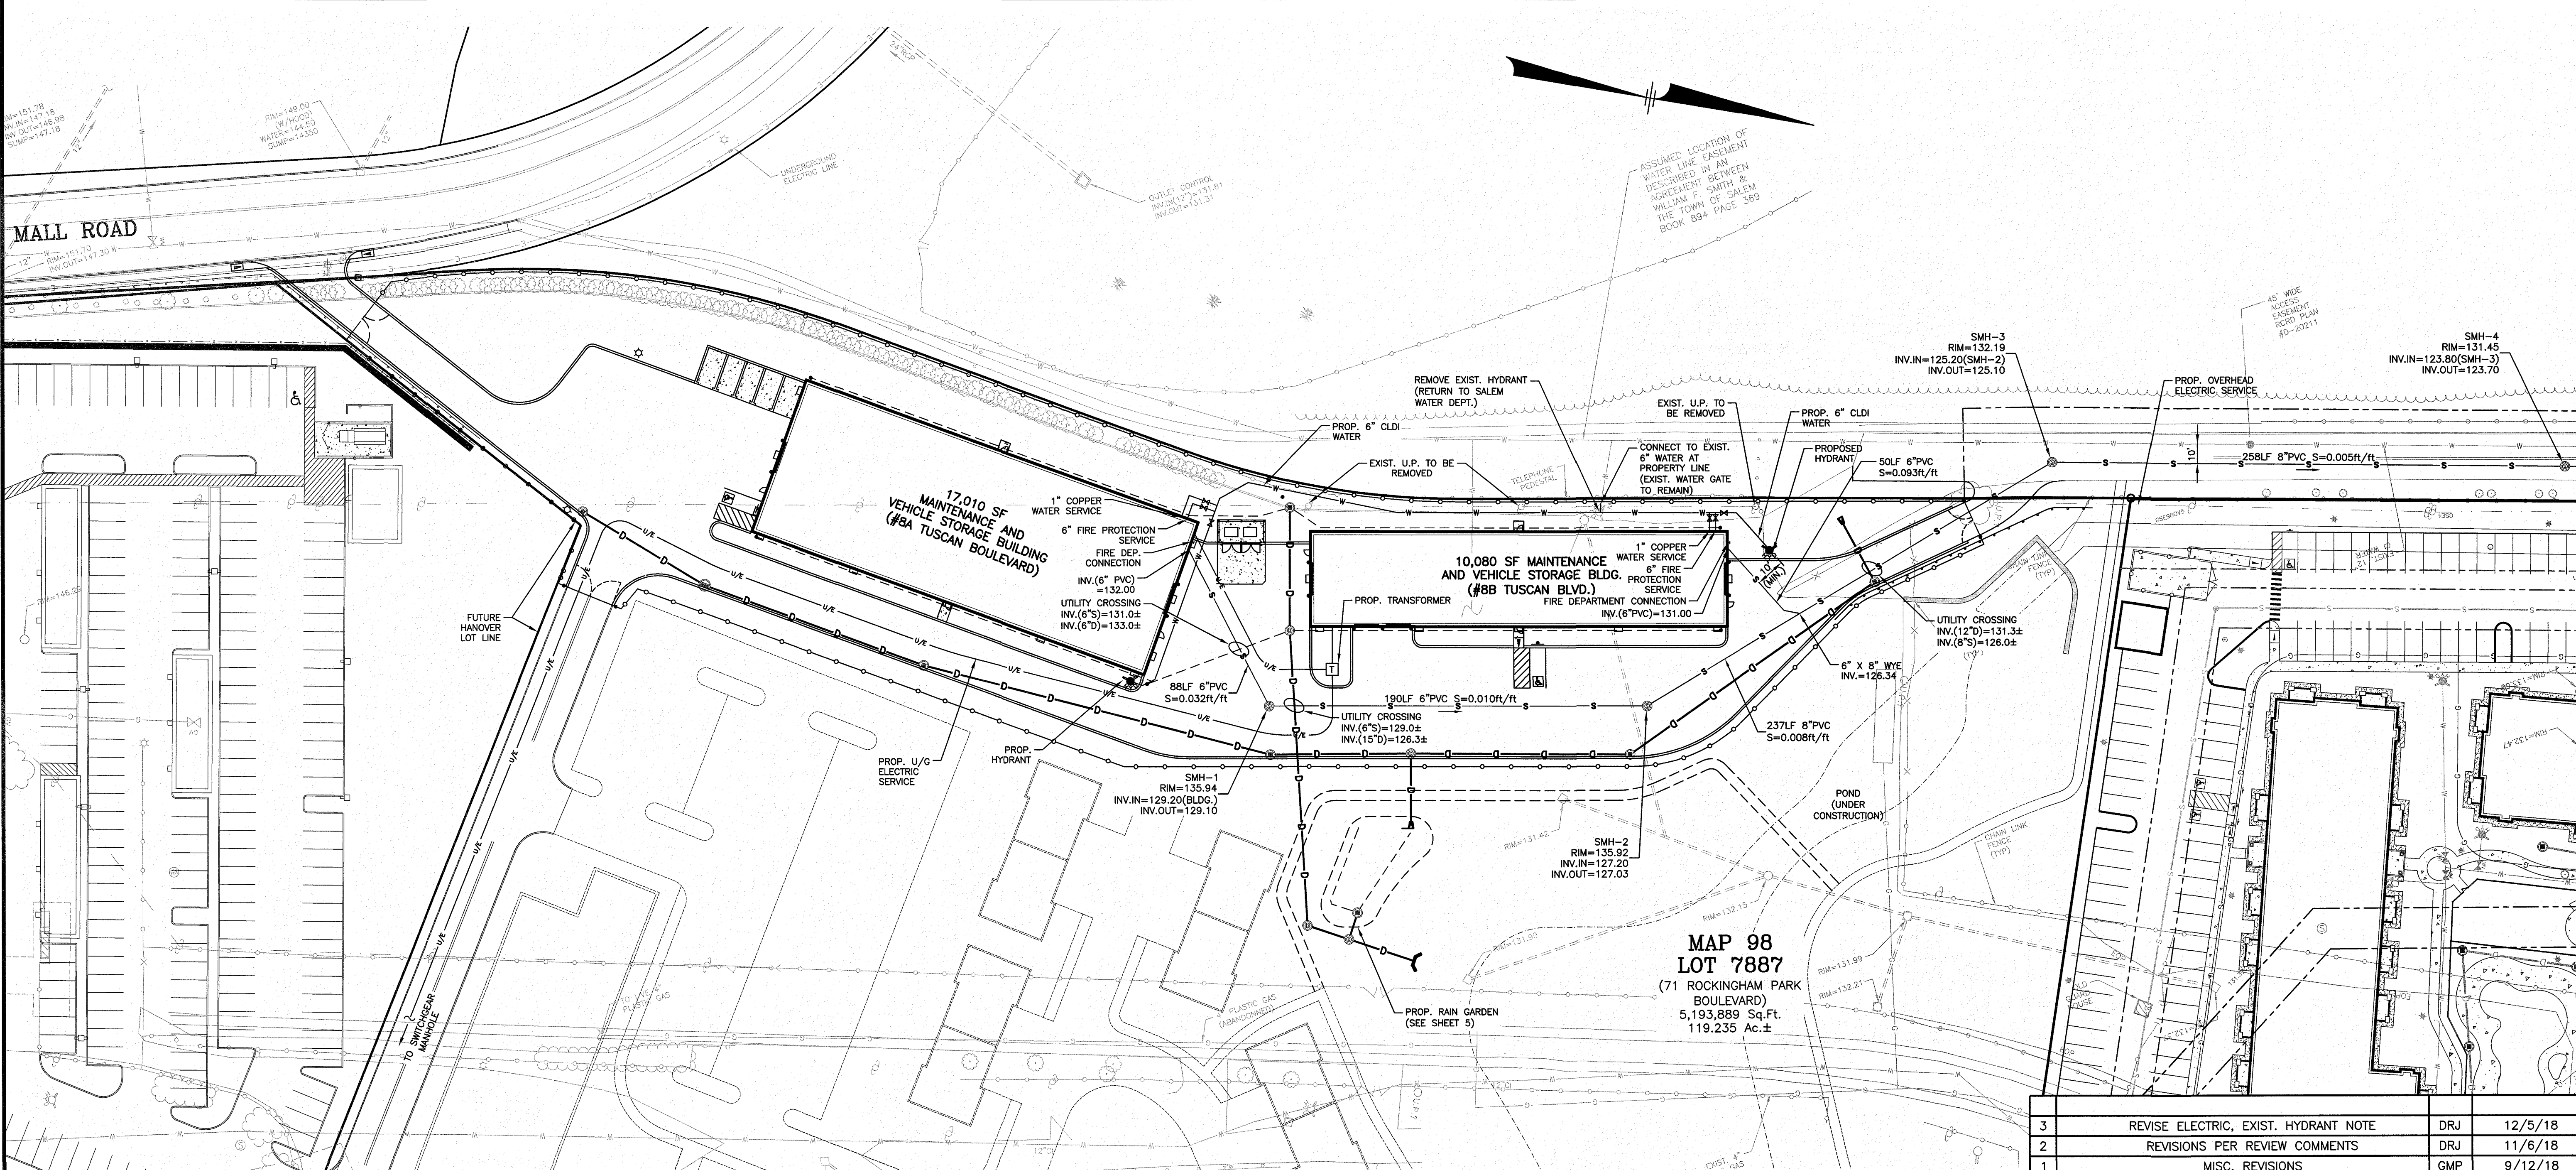 MALL ROAD
RIM=149.00
(W/HOOD)
WATER=144.50
SUMP=14350
12"
RIM=151.70
INV.OUT=147.30
24"RCP
UNDERGROUND
ELECTRIC LINE
OUTLET CONTROL
INV.IN(12")=131.81
INV.OUT=131.31
ASSUMED LOCATION OF
WATER LINE EASEMENT
DESCRIBED IN AN
AGREEMENT BETWEEN
WILLIAM F. SMITH &
THE TOWN OF SALEM
BOOK 894 PAGE 369
45' WIDE
ACCESS
EASEMENT
RCRD PLAN
#D-20211
SMH-3
RIM=132.19
INV.IN=125.20(SMH-2)
INV.OUT=125.10
SMH-4
RIM=131.45
INV.IN=123.80(SMH-3)
INV.OUT=123.70
PROP. OVERHEAD
ELECTRIC SERVICE
REMOVE EXIST. HYDRANT
(RETURN TO SALEM
WATER DEPT.)
EXIST. U.P. TO
BE REMOVED
PROP. 6" CLDI
WATER
PROP. 6" CLDI
WATER
EXIST. U.P. TO BE
REMOVED
TELEPHONE
PEDESTAL
CONNECT TO EXIST.
6" WATER AT
PROPERTY LINE
(EXIST. WATER GATE
TO REMAIN)
PROPOSED
HYDRANT
50LF 6"PVC
S=0.093ft/ft
10'
258LF 8"PVC S=0.005ft/ft
17,010 SF
MAINTENANCE AND
VEHICLE STORAGE BUILDING
(#8A TUSCAN BOULEVARD)
1" COPPER
WATER SERVICE
6" FIRE PROTECTION
SERVICE
FIRE DEP.
CONNECTION
INV.(6" PVC)
=132.00
UTILITY CROSSING
INV.(6"S)=131.0±
INV.(6"D)=133.0±
10,080 SF MAINTENANCE
AND VEHICLE STORAGE BLDG.
(#8B TUSCAN BLVD.)
1" COPPER
WATER SERVICE
6" FIRE
PROTECTION
SERVICE
FIRE DEPARTMENT CONNECTION
INV.(6"PVC)=131.00
PROP. TRANSFORMER
T
10'
(MIN.)
CHAIN LINK
FENCE
(TYP)
UTILITY CROSSING
INV.(12"D)=131.3±
INV.(8"S)=126.0±
6" X 8" WYE
INV.=126.34
FUTURE
HANOVER
LOT LINE
RIM=146.29
88LF 6"PVC
S=0.032ft/ft
190LF 6"PVC S=0.010ft/ft
UTILITY CROSSING
INV.(6"S)=129.0±
INV.(15"D)=126.3±
237LF 8"PVC
S=0.008ft/ft
PROP.
HYDRANT
PROP. U/G
ELECTRIC
SERVICE
SMH-1
RIM=135.94
INV.IN=129.20(BLDG.)
INV.OUT=129.10
SMH-2
RIM=135.92
INV.IN=127.20
INV.OUT=127.03
POND
(UNDER
CONSTRUCTION)
RIM=131.42
CHAIN LINK
FENCE
(TYP)
RIM=132.47
RIM=132.15
RIM=131.99
RIM=131.99
RIM=132.21
MAP 98
LOT 7887
(71 ROCKINGHAM PARK
BOULEVARD)
5,193,889 Sq.Ft.
119.235 Ac.±
PROP. RAIN GARDEN
(SEE SHEET 5)
4" PLASTIC GAS
(ABANDONNED)
TO SWITCHGEAR
MANHOLE
OLD
GUARD
HOUSE
3 REVISE ELECTRIC, EXIST. HYDRANT NOTE DRJ 12/5/18
2 REVISIONS PER REVIEW COMMENTS DRJ 11/6/18
1 MISC. REVISIONS GMP 9/12/18